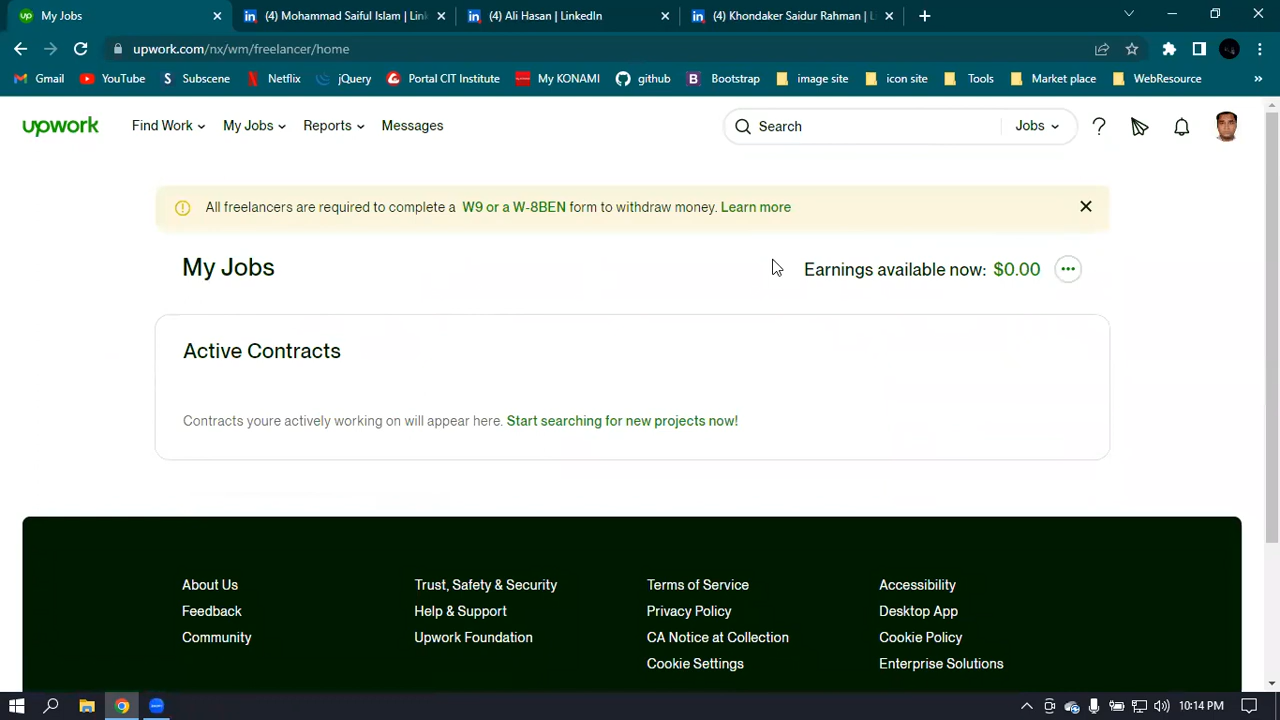 My Jobs
(4) Mohammad Saiful Islam | Link
(4) Ali Hasan | LinkedIn
(4) Khondaker Saidur Rahman | L
upwork.com/nx/wm/freelancer/home
Gmail YouTube Subscene Netflix jQuery Portal CIT Institute My KONAMI github Bootstrap image site icon site Tools Market place WebResource »
upwork Find Work My Jobs Reports Messages Search Jobs ?
All freelancers are required to complete a W9 or a W-8BEN form to withdraw money. Learn more
My Jobs
Earnings available now: $0.00
Active Contracts
Contracts youre actively working on will appear here. Start searching for new projects now!
About Us Trust, Safety & Security Terms of Service Accessibility
Feedback Help & Support Privacy Policy Desktop App
Community Upwork Foundation CA Notice at Collection Cookie Policy
Cookie Settings Enterprise Solutions
10:14 PM